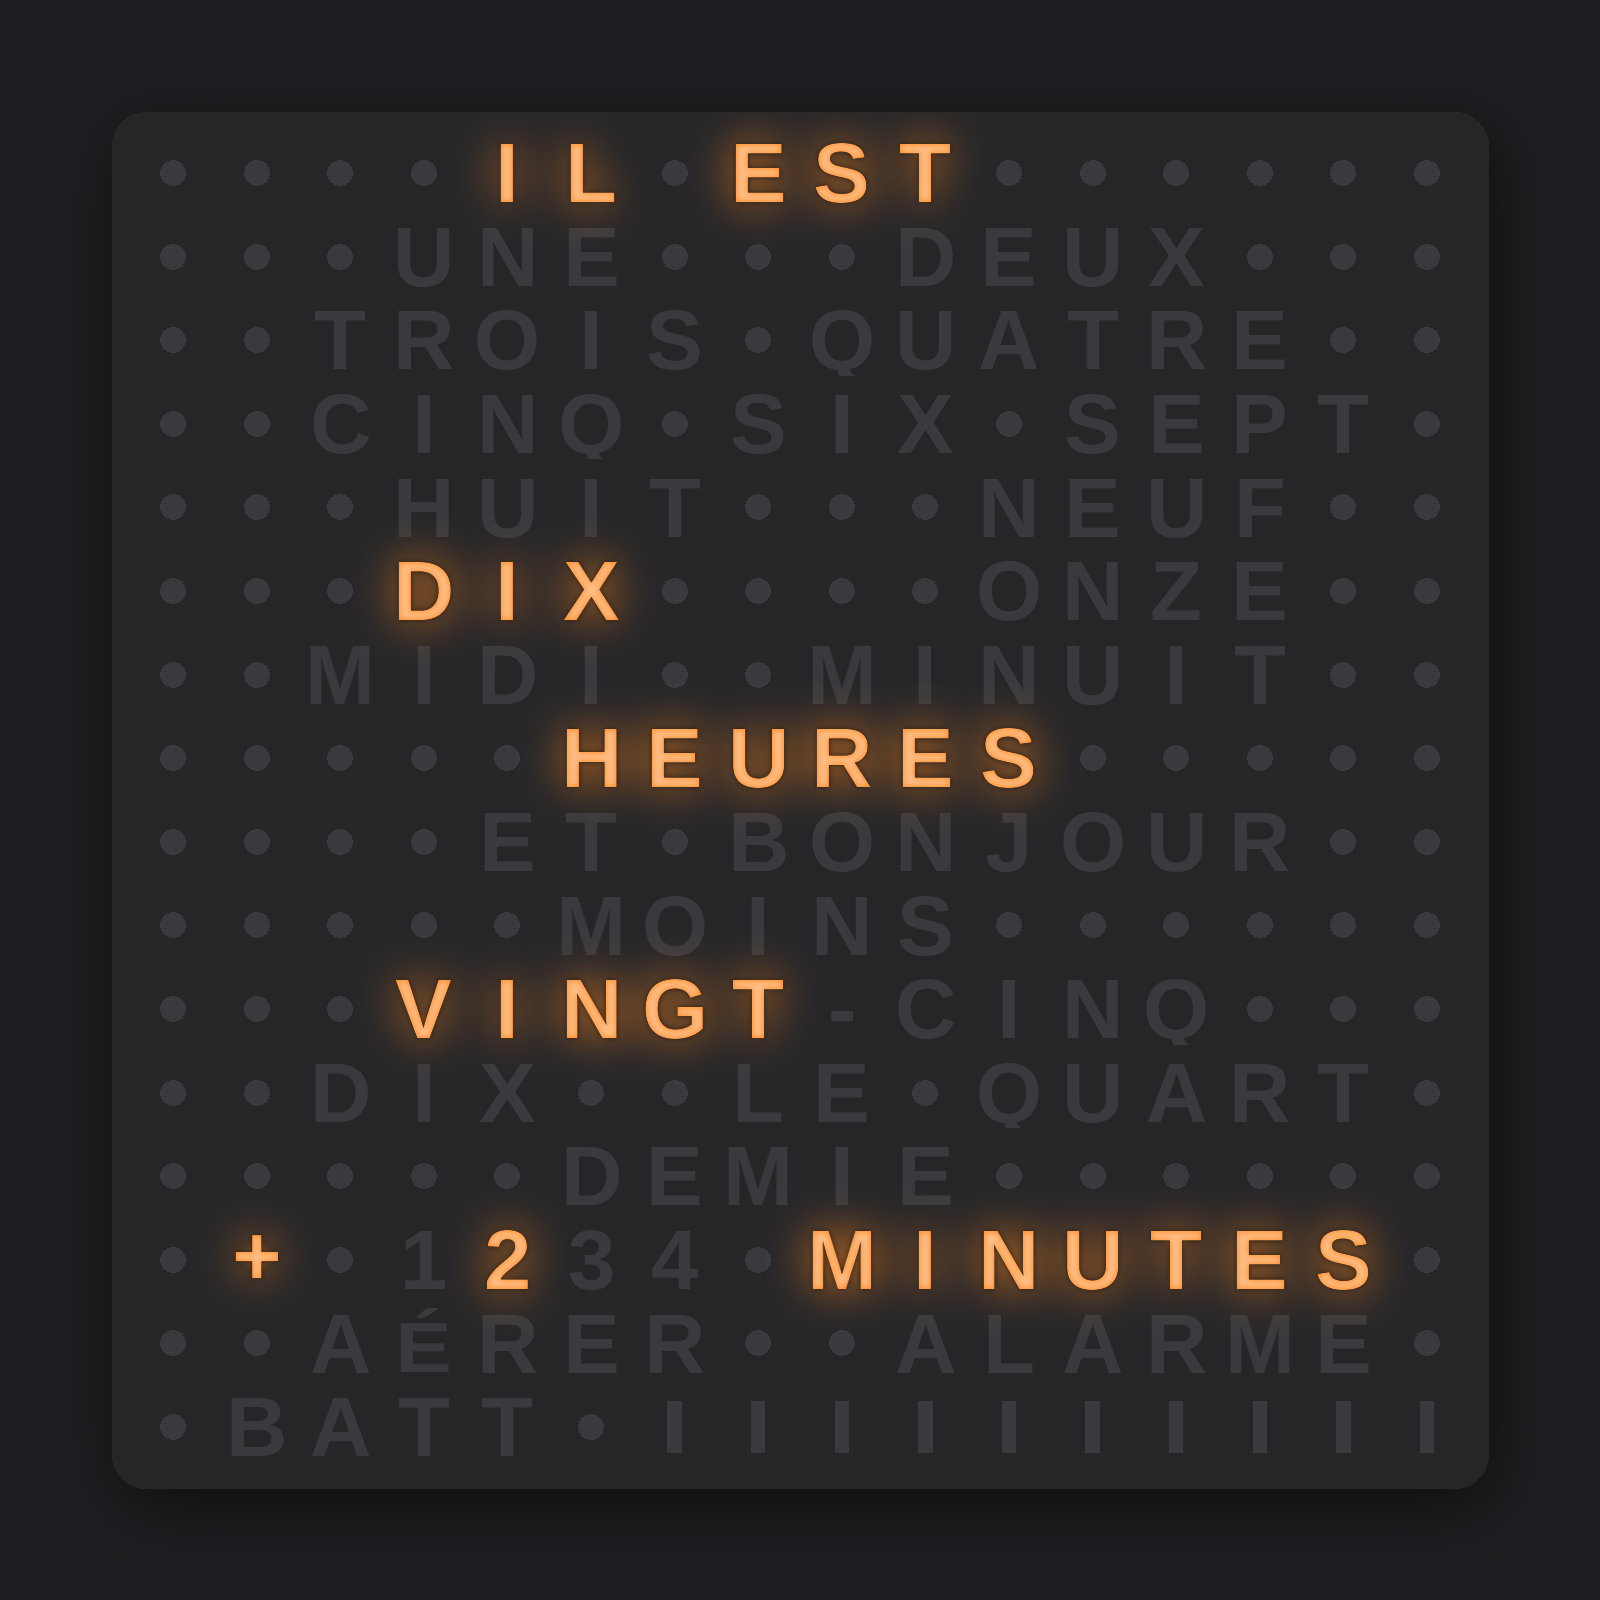 IL EST
UNE DEUX
TROIS QUATRE
CINQ SIX SEPT
HUIT NEUF
DIX ONZE
MIDI MINUIT
HEURES
ET BONJOUR
MOINS
VINGT-CINQ
DIX LE QUART
DEMIE
+ 1 2 3 4 MINUTES
AÉRER ALARME
BATT I I I I I I I I I I